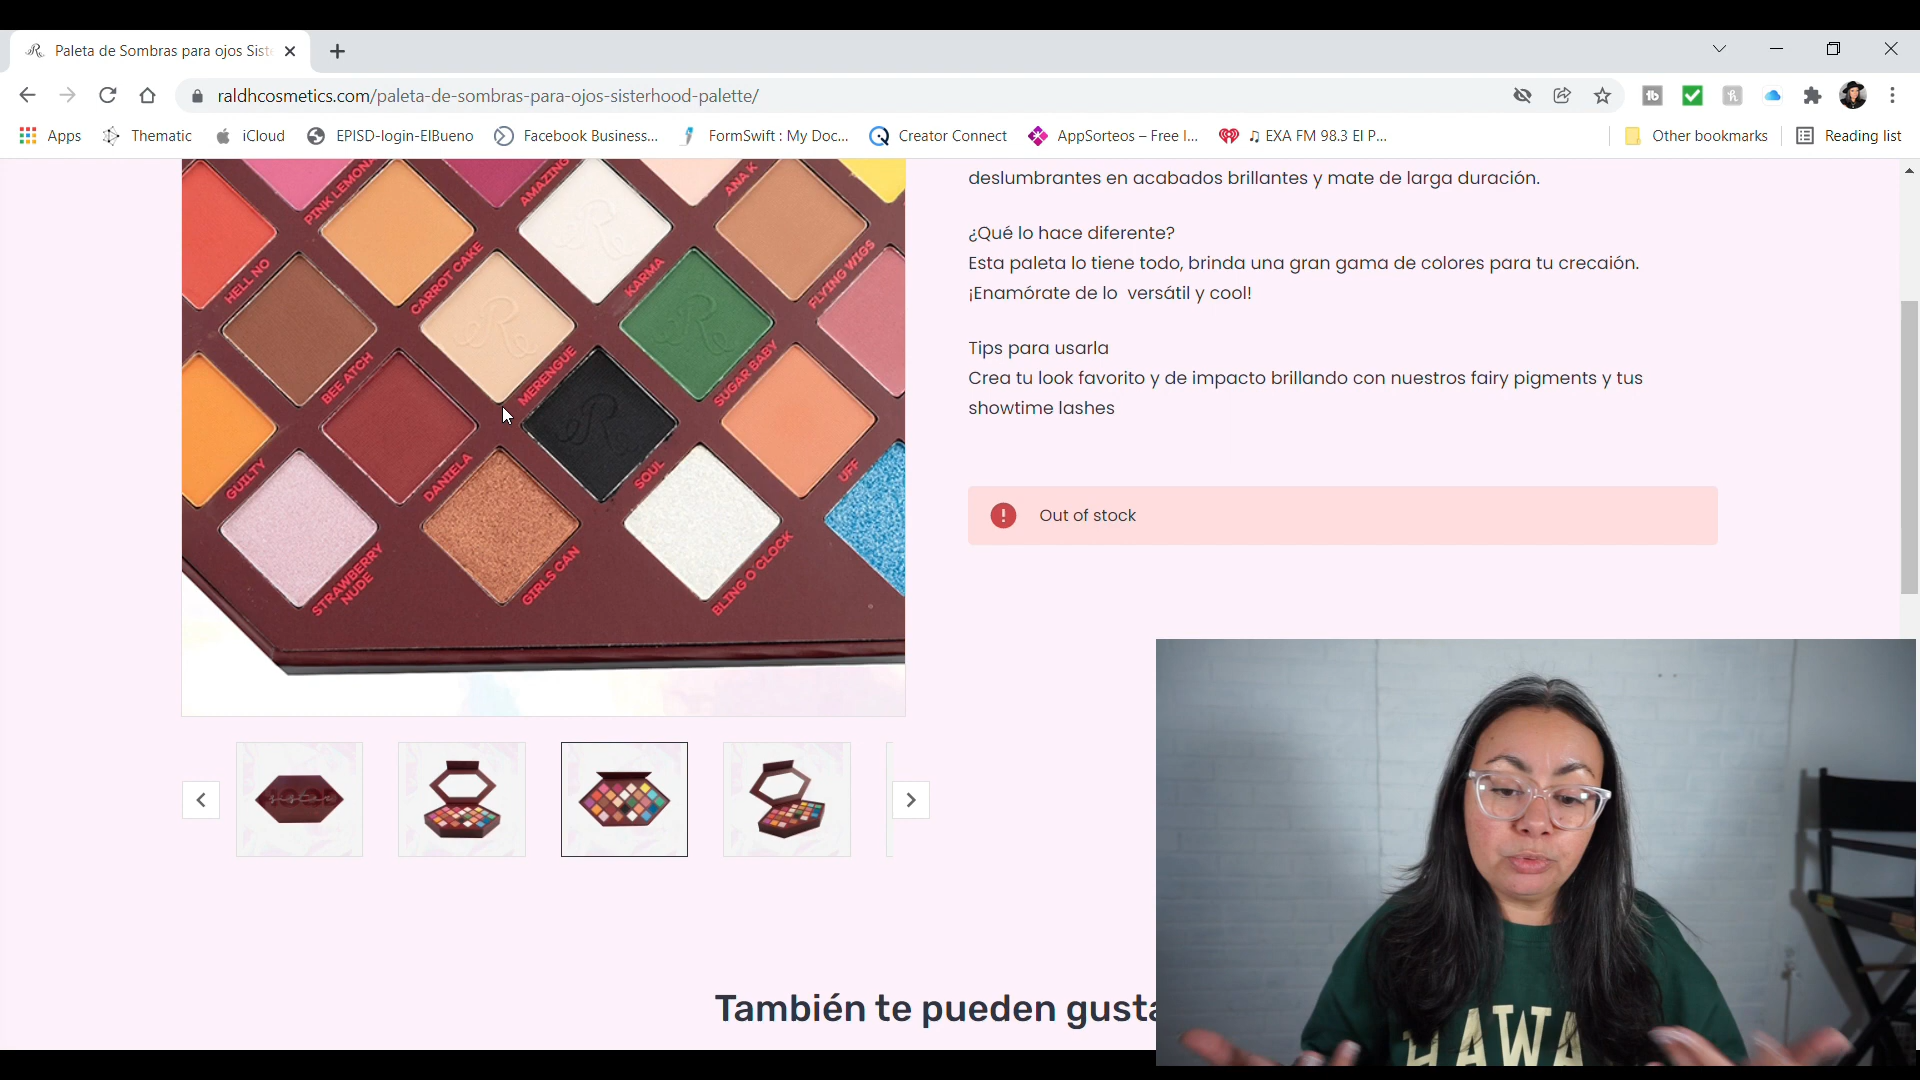 Paleta de Sombras para ojos Siste
raldhcosmetics.com/paleta-de-sombras-para-ojos-sisterhood-palette/
Apps
Thematic
iCloud
EPISD-login-ElBueno
Facebook Business...
FormSwift : My Doc...
Creator Connect
AppSorteos – Free I...
♫ EXA FM 98.3 El P...
Other bookmarks
Reading list
PINK LEMONA
AMAZING
ANA K
HELL NO
CARROT CAKE
KARMA
FLYING WIGS
BEE ATCH
MERENGUE
SUGAR BABY
GUILTY
DANIELA
SOUL
UFF
STRAWBERRY
NUDE
GIRLS CAN
BLING O'CLOCK
deslumbrantes en acabados brillantes y mate de larga duración.
¿Qué lo hace diferente?
Esta paleta lo tiene todo, brinda una gran gama de colores para tu crecaión.
¡Enamórate de lo versátil y cool!
Tips para usarla
Crea tu look favorito y de impacto brillando con nuestros fairy pigments y tus
showtime lashes
Out of stock
sister
También te pueden gusta
HAWA